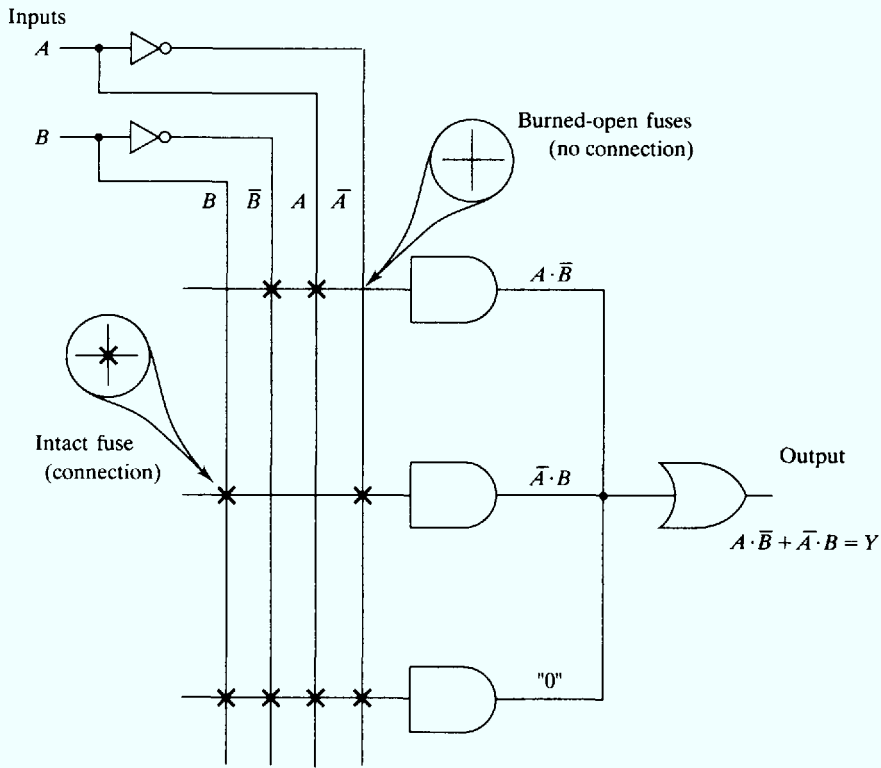 Inputs
A
B
Burned-open fuses
(no connection)
B B̅ A A̅
A·B̅
Intact fuse
(connection)
A̅·B
Output
A·B̅ + A̅·B = Y
"0"